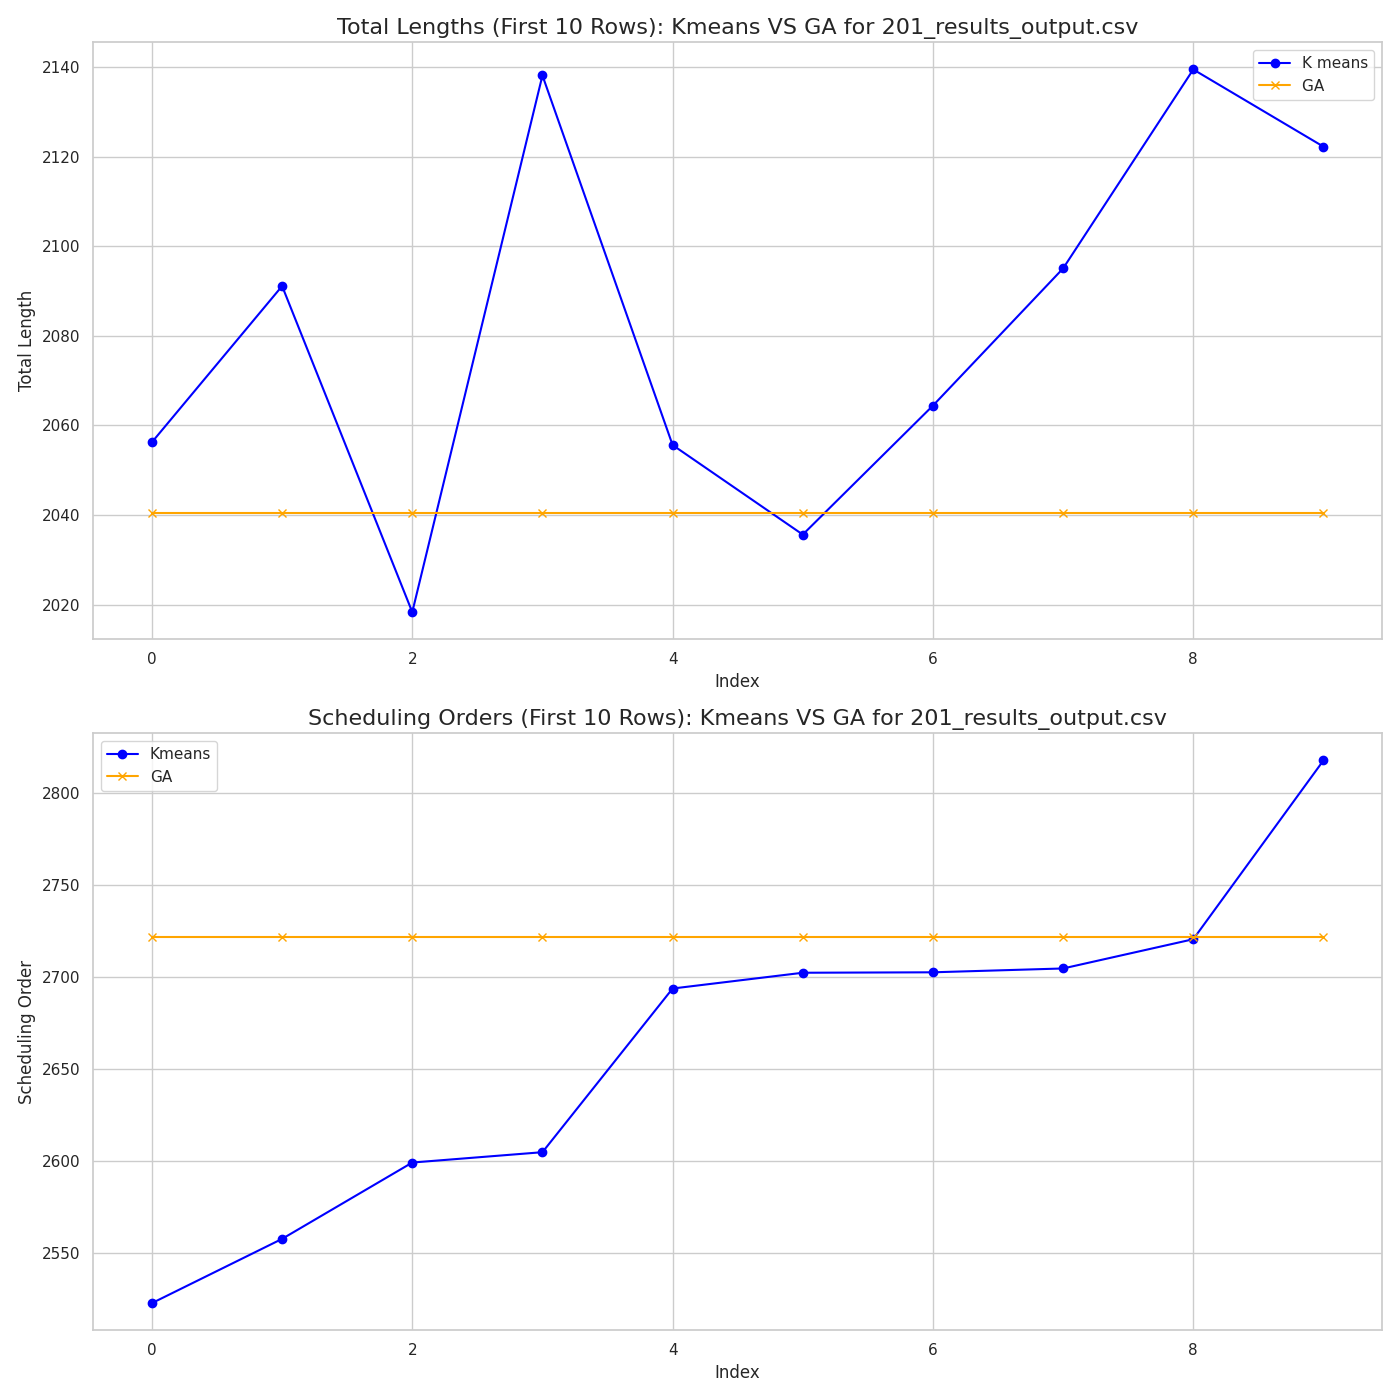 Total Lengths (First 10 Rows): Kmeans VS GA for 201_results_output.csv
K means
GA
2140
2120
2100
2080
2060
2040
2020
Total Length
0 2 4 6 8
Index
Scheduling Orders (First 10 Rows): Kmeans VS GA for 201_results_output.csv
Kmeans
GA
2800
2750
2700
2650
2600
2550
Scheduling Order
0 2 4 6 8
Index